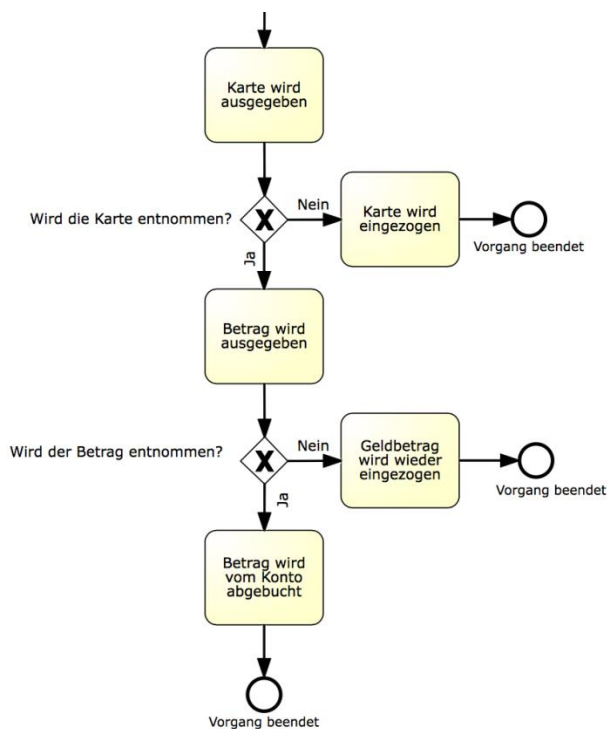 Karte wird
ausgegeben
Wird die Karte entnommen?
X
Nein
Karte wird
eingezogen
Vorgang beendet
Ja
Betrag wird
ausgegeben
Wird der Betrag entnommen?
X
Nein
Geldbetrag
wird wieder
eingezogen
Vorgang beendet
Ja
Betrag wird
vom Konto
abgebucht
Vorgang beendet